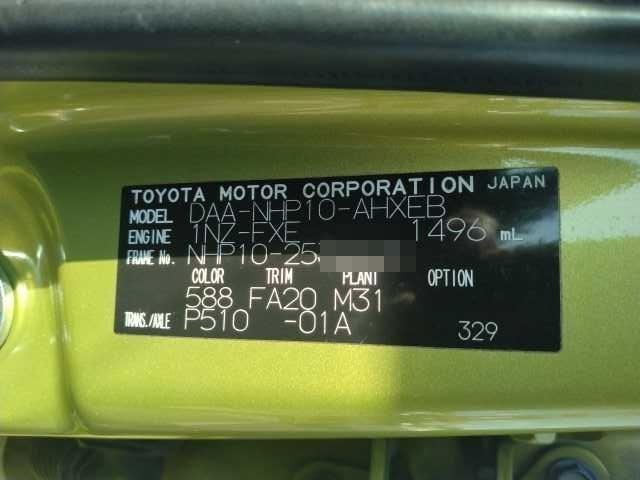 TOYOTA MOTOR CORPORATION JAPAN
MODEL DAA-NHP10-AHXEB
ENGINE 1NZ-FXE 1496 mL
FRAME No. NHP10-25
COLOR TRIM PLANT OPTION
588 FA20 M31
TRANS./AXLE P510 -01A 329